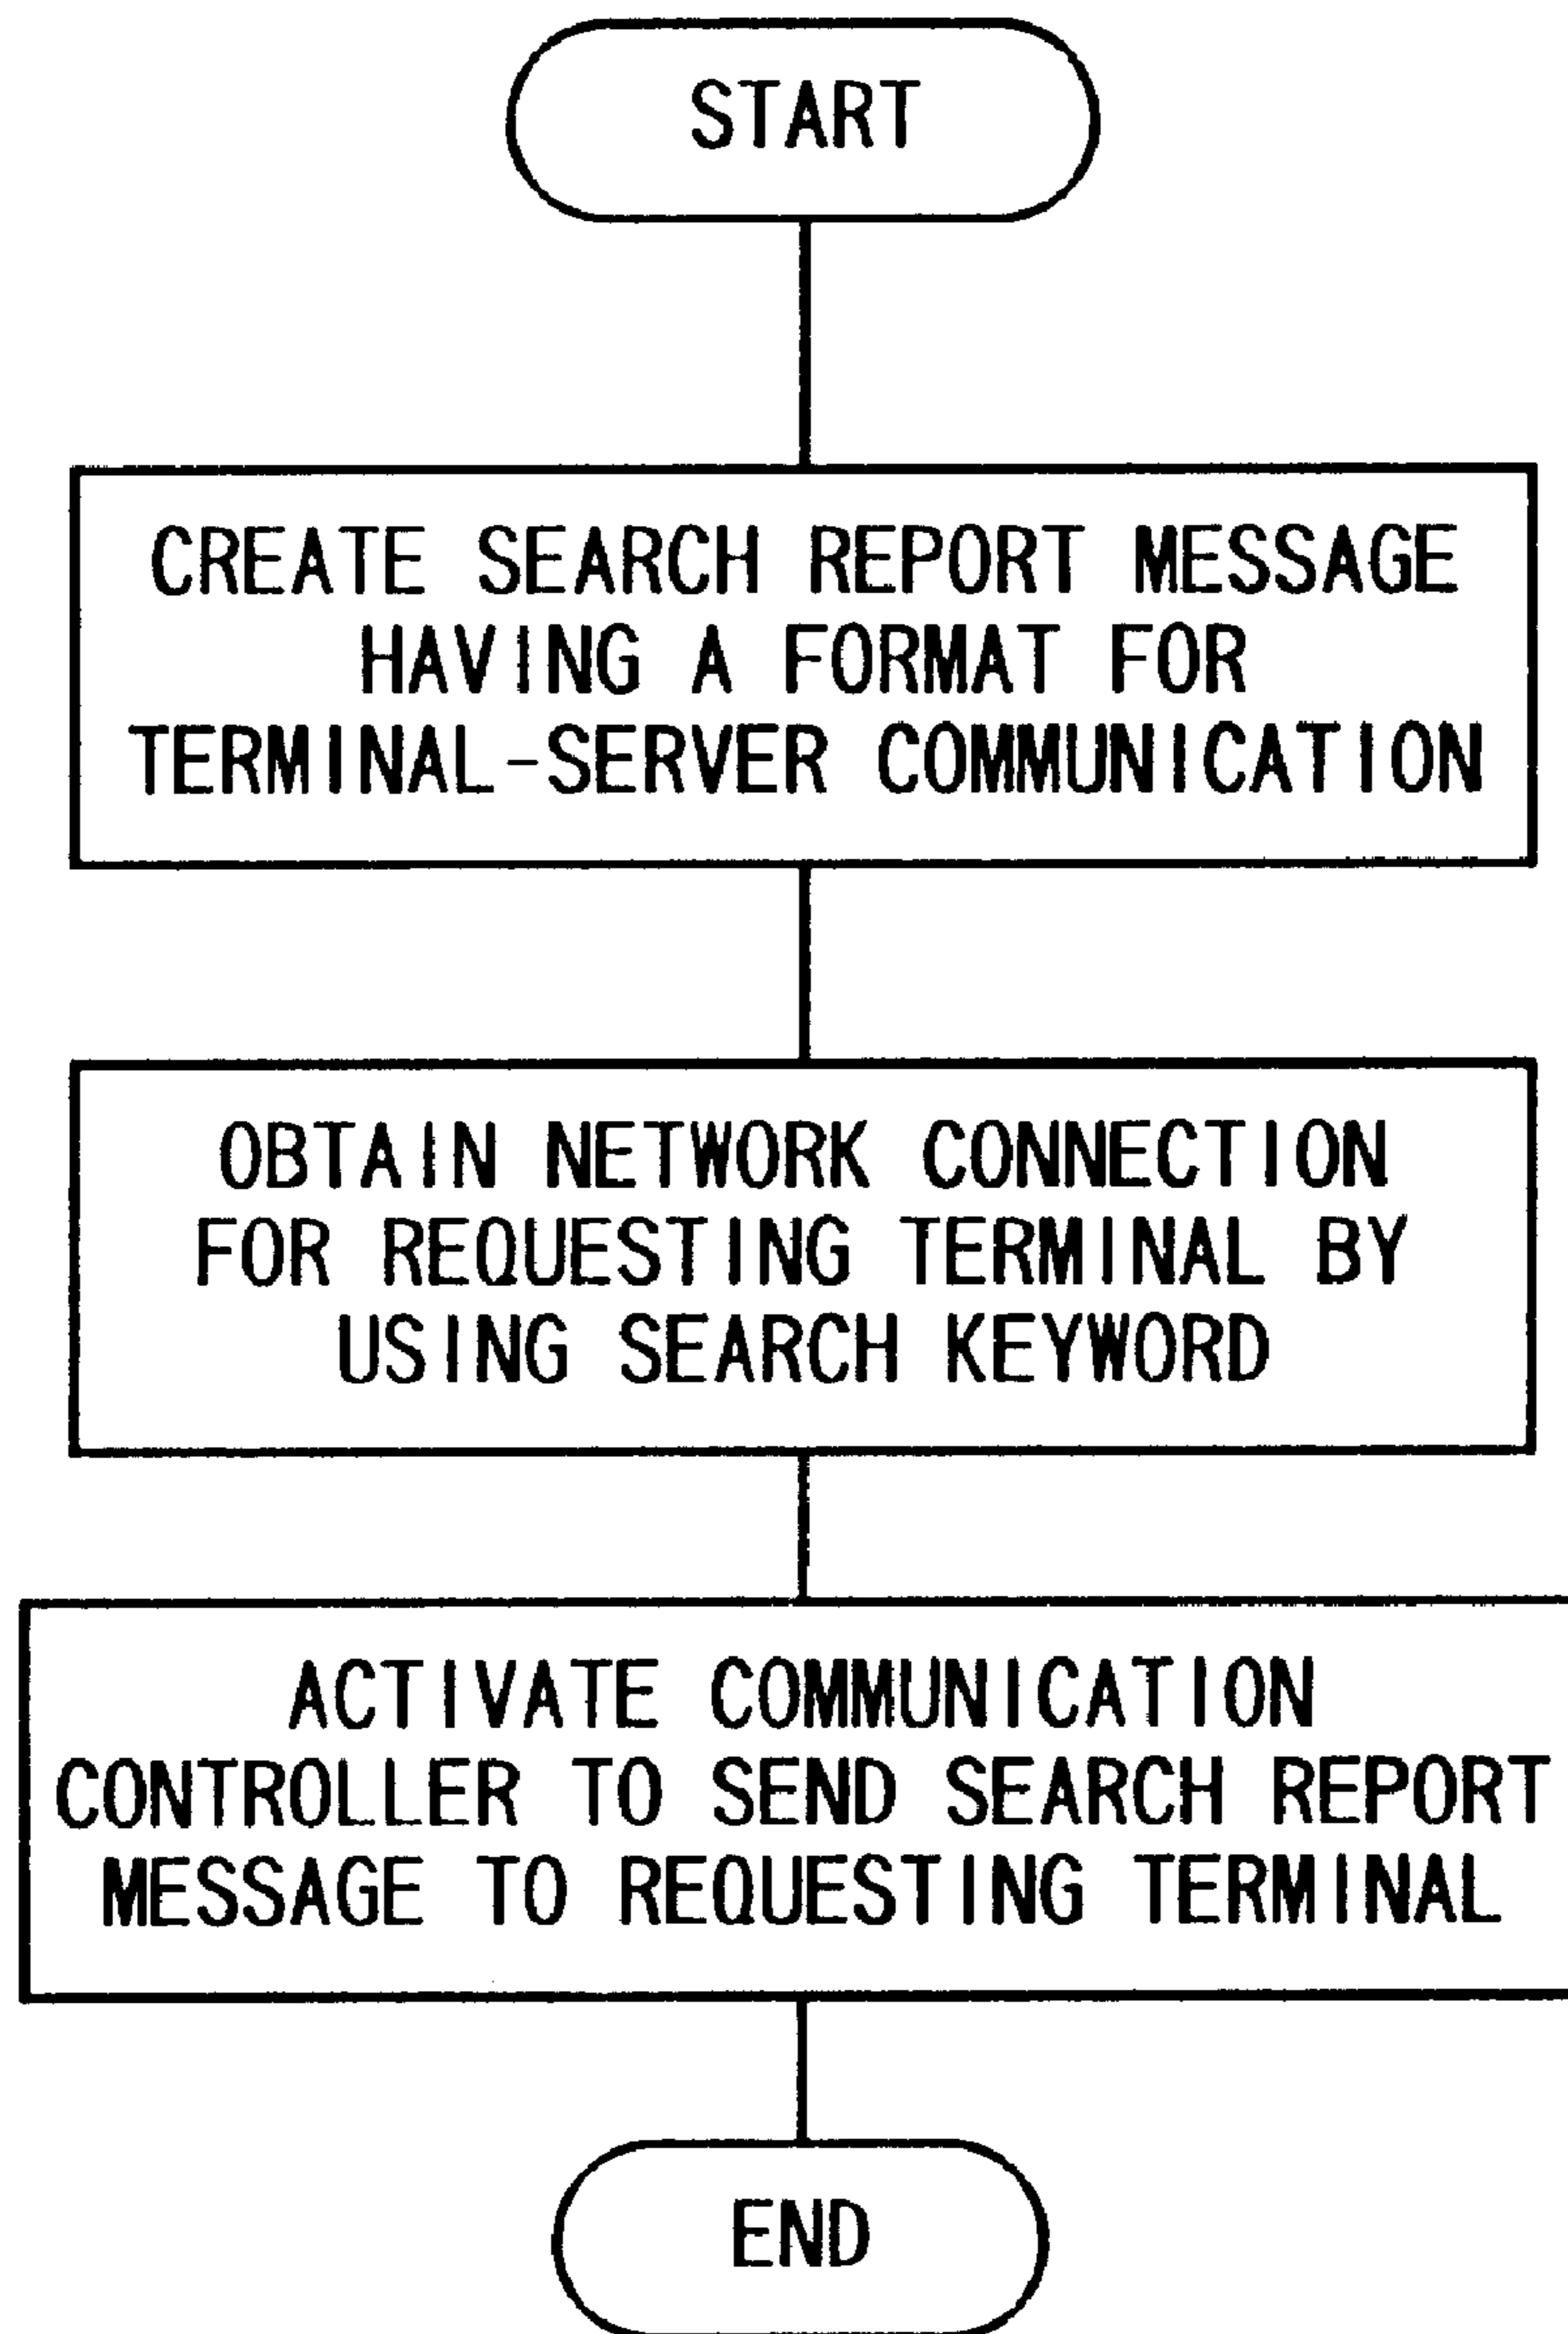 START
CREATE SEARCH REPORT MESSAGE
HAVING A FORMAT FOR
TERMINAL-SERVER COMMUNICATION
OBTAIN NETWORK CONNECTION
FOR REQUESTING TERMINAL BY
USING SEARCH KEYWORD
ACTIVATE COMMUNICATION
CONTROLLER TO SEND SEARCH REPORT
MESSAGE TO REQUESTING TERMINAL
END